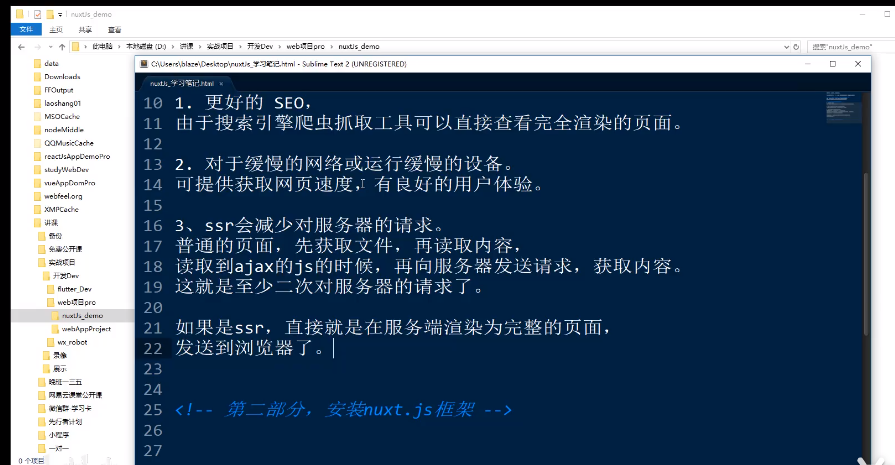 nuxtJs_demo
文件
主页
共享
查看
此电脑
本地磁盘 (D:)
讲课
实战项目
开发Dev
web项目pro
nuxtJs_demo
搜索"nuxtJs_demo"
data
Downloads
FFOutput
laoshang01
MSOCache
nodeMiddle
QQMusicCache
reactJsAppDemoPro
studyWebDev
vueAppDomPro
webfeel.org
XMPCache
讲课
备份
免费公开课
实战项目
开发Dev
flutter_Dev
web项目pro
nuxtJs_demo
webAppProject
wx_robot
录像
展示
晚班一三五
网易云课堂公开课
微信群-学习卡
先行者计划
小程序
一对一
0 个项目
C:\Users\blaze\Desktop\nuxtJs_学习笔记.html - Sublime Text 2 (UNREGISTERED)
nuxtJs_学习笔记.html
10 1. 更好的 SEO，
11 由于搜索引擎爬虫抓取工具可以直接查看完全渲染的页面。
12
13 2. 对于缓慢的网络或运行缓慢的设备。
14 可提供获取网页速度，有良好的用户体验。
15
16 3、ssr会减少对服务器的请求。
17 普通的页面，先获取文件，再读取内容，
18 读取到ajax的js的时候，再向服务器发送请求，获取内容。
19 这就是至少二次对服务器的请求了。
20
21 如果是ssr，直接就是在服务端渲染为完整的页面，
22 发送到浏览器了。
23
24
25 <!-- 第二部分，安装nuxt.js框架 -->
26
27